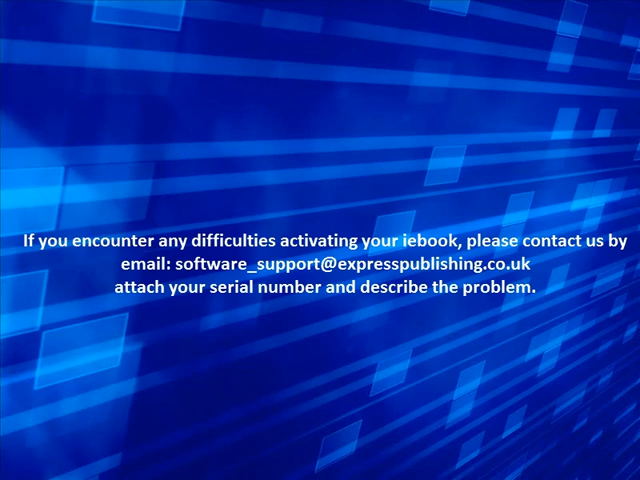 If you encounter any difficulties activating your iebook, please contact us by
email: software_support@expresspublishing.co.uk
attach your serial number and describe the problem.